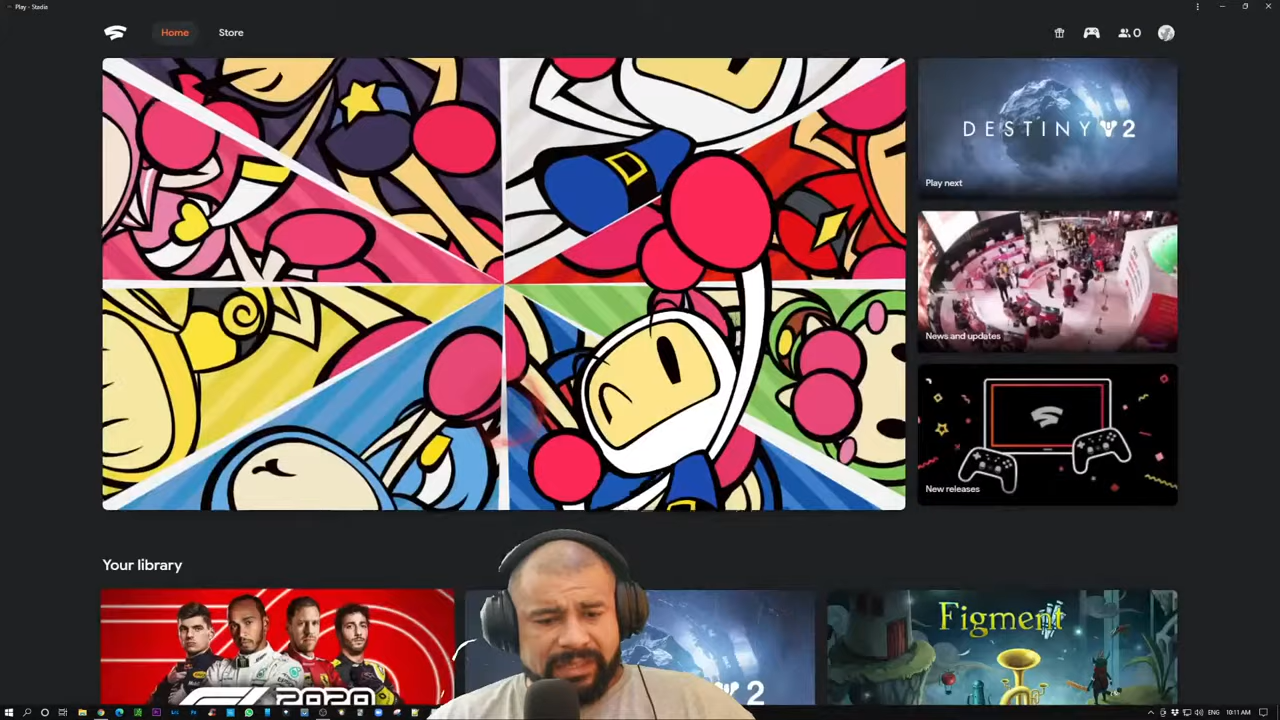 Play - Stadia
Home
Store
0
DESTINY 2
Play next
News and updates
New releases
Your library
F1 2020
2
Figment
ENG
10:11 AM